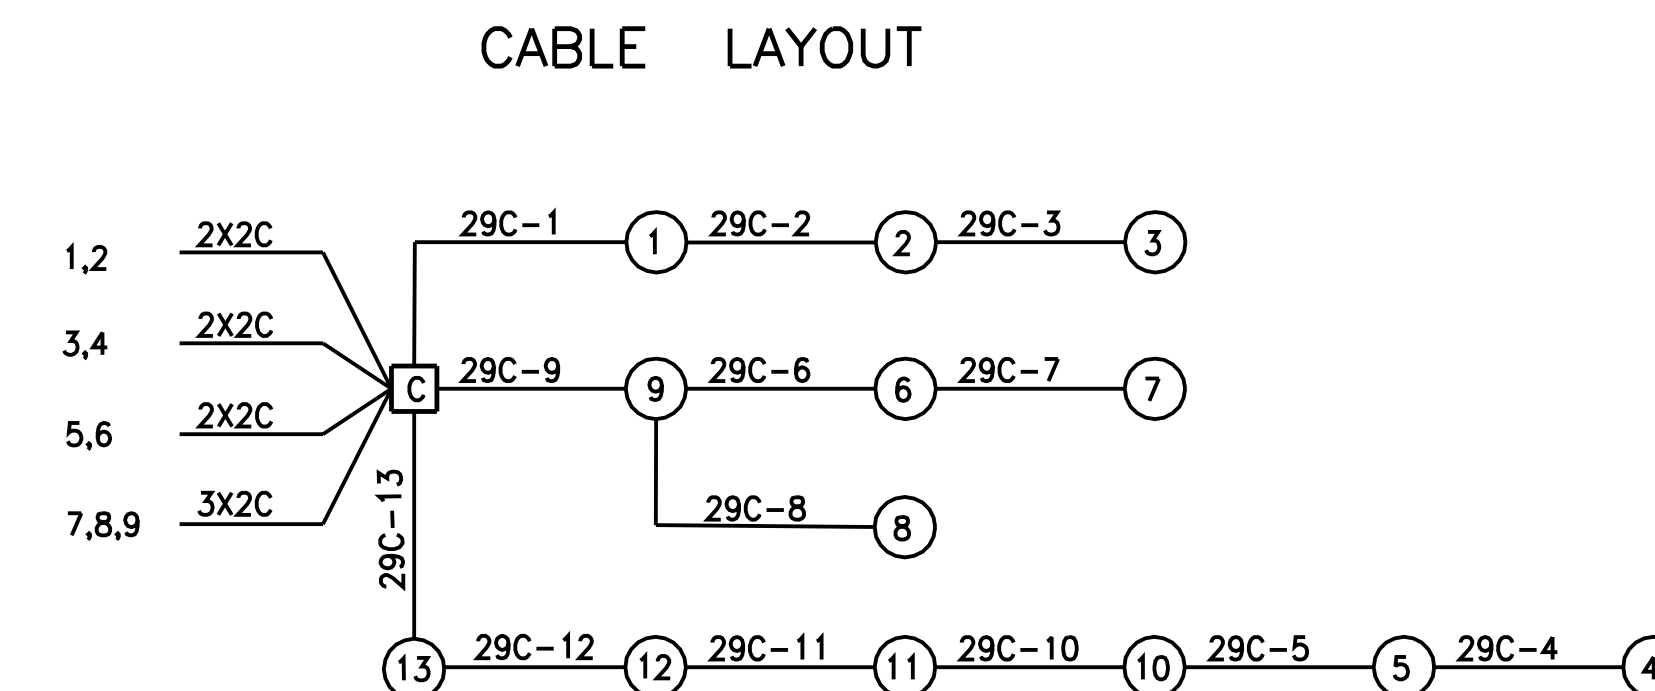 CABLE LAYOUT
29C-1 1 29C-2 2 29C-3 3
1,2 2X2C
3,4 2X2C
C 29C-9 9 29C-6 6 29C-7 7
5,6 2X2C
7,8,9 3X2C
29C-13
29C-8 8
13 29C-12 12 29C-11 11 29C-10 10 29C-5 5 29C-4 4